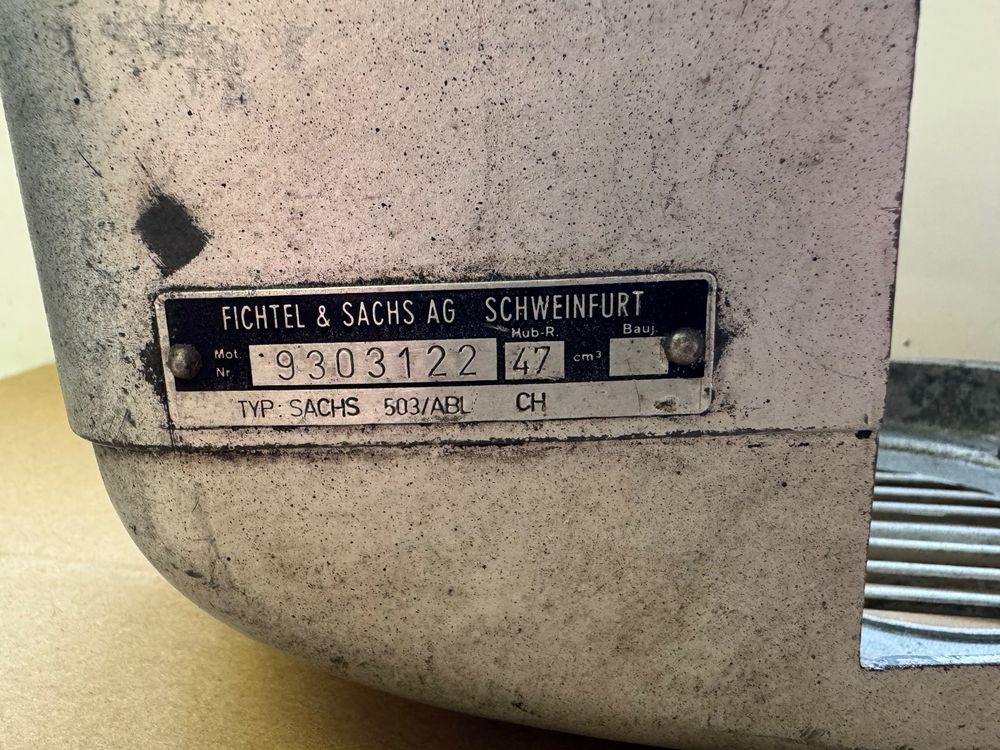 FICHTEL & SACHS AG SCHWEINFURT
Hub-R. Bauj.
Mot. Nr 9303122 47 cm³
TYP: SACHS 503/ABL CH